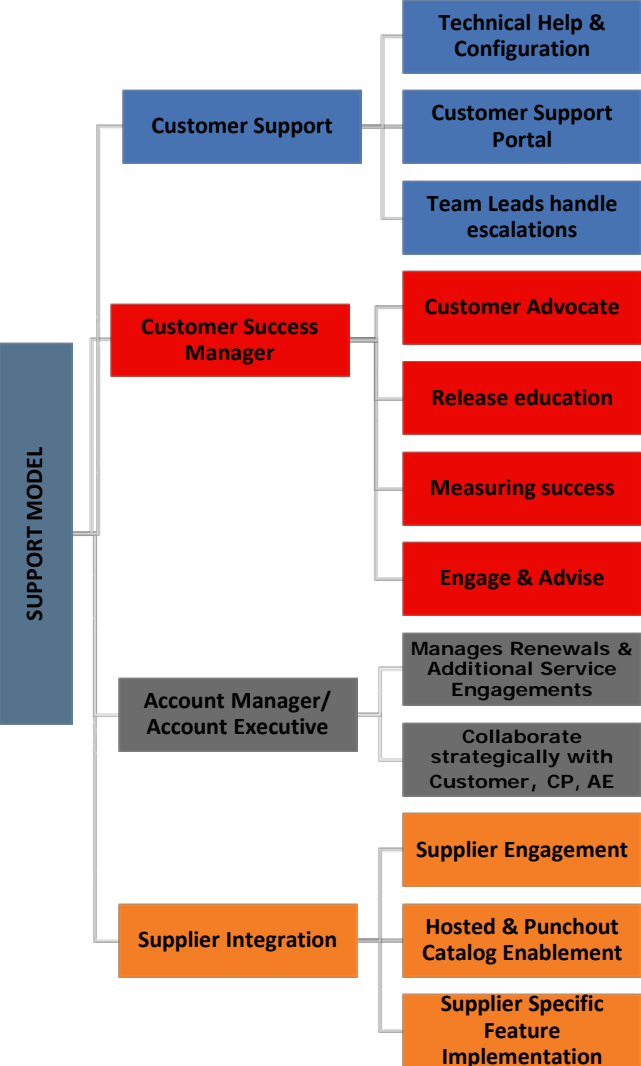 SUPPORT MODEL
Customer Support
Technical Help &
Configuration
Customer Support
Portal
Team Leads handle
escalations
Customer Success
Manager
Customer Advocate
Release education
Measuring success
Engage & Advise
Account Manager/
Account Executive
Manages Renewals &
Additional Service
Engagements
Collaborate
strategically with
Customer, CP, AE
Supplier Integration
Supplier Engagement
Hosted & Punchout
Catalog Enablement
Supplier Specific
Feature
Implementation